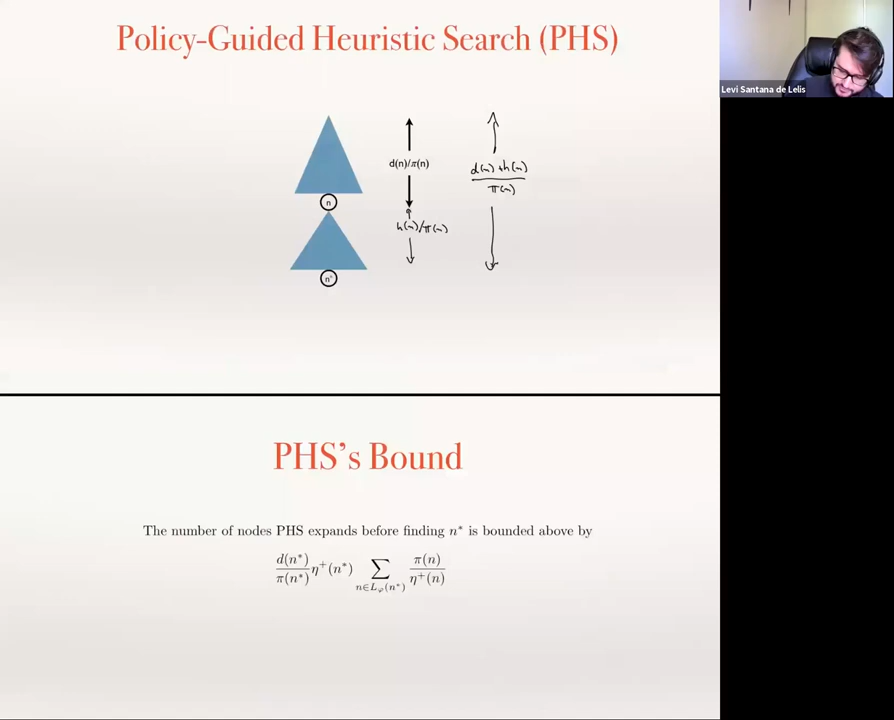 Policy-Guided Heuristic Search (PHS)
Levi Santana de Lelis
d(n)/π(n)
d(n)+h(n)
π(n)
n
h(n)/π(n)
n*
PHS's Bound
The number of nodes PHS expands before finding n* is bounded above by
d(n*)/π(n*) η⁺(n*) ∑_{n∈L_φ(n*)} π(n)/η⁺(n)